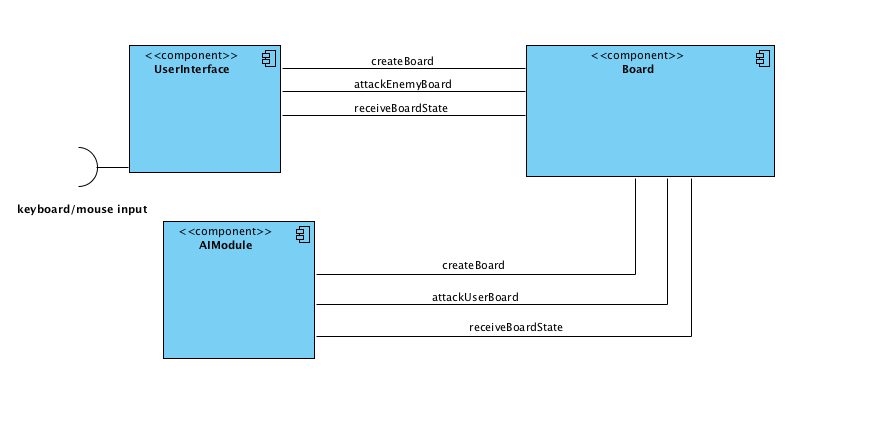 <<component>>
UserInterface
createBoard
attackEnemyBoard
receiveBoardState
<<component>>
Board
keyboard/mouse input
<<component>>
AIModule
createBoard
attackUserBoard
receiveBoardState